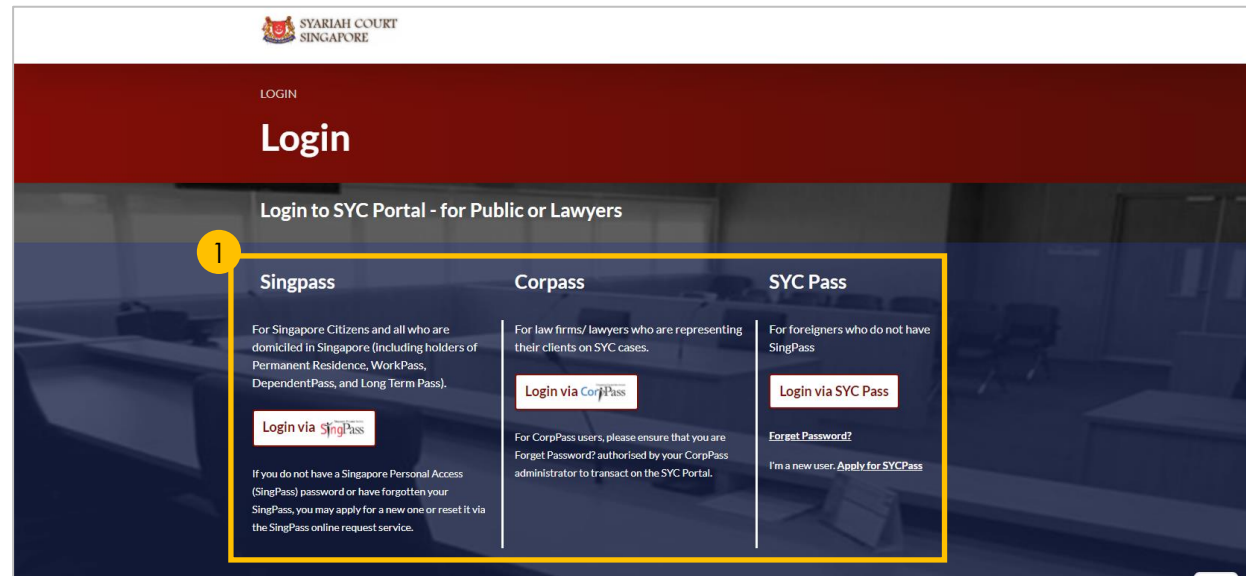 SYARIAH COURT
SINGAPORE
LOGIN
Login
Login to SYC Portal - for Public or Lawyers
1
Singpass
For Singapore Citizens and all who are
domiciled in Singapore (including holders of
Permanent Residence, WorkPass,
DependentPass, and Long Term Pass).
Login via SingPass
If you do not have a Singapore Personal Access
(SingPass) password or have forgotten your
SingPass, you may apply for a new one or reset it via
the SingPass online request service.
Corpass
For law firms/ lawyers who are representing
their clients on SYC cases.
Login via CorpPass
For CorpPass users, please ensure that you are
Forget Password? authorised by your CorpPass
administrator to transact on the SYC Portal.
SYC Pass
For foreigners who do not have
SingPass
Login via SYC Pass
Forget Password?
I'm a new user. Apply for SYCPass